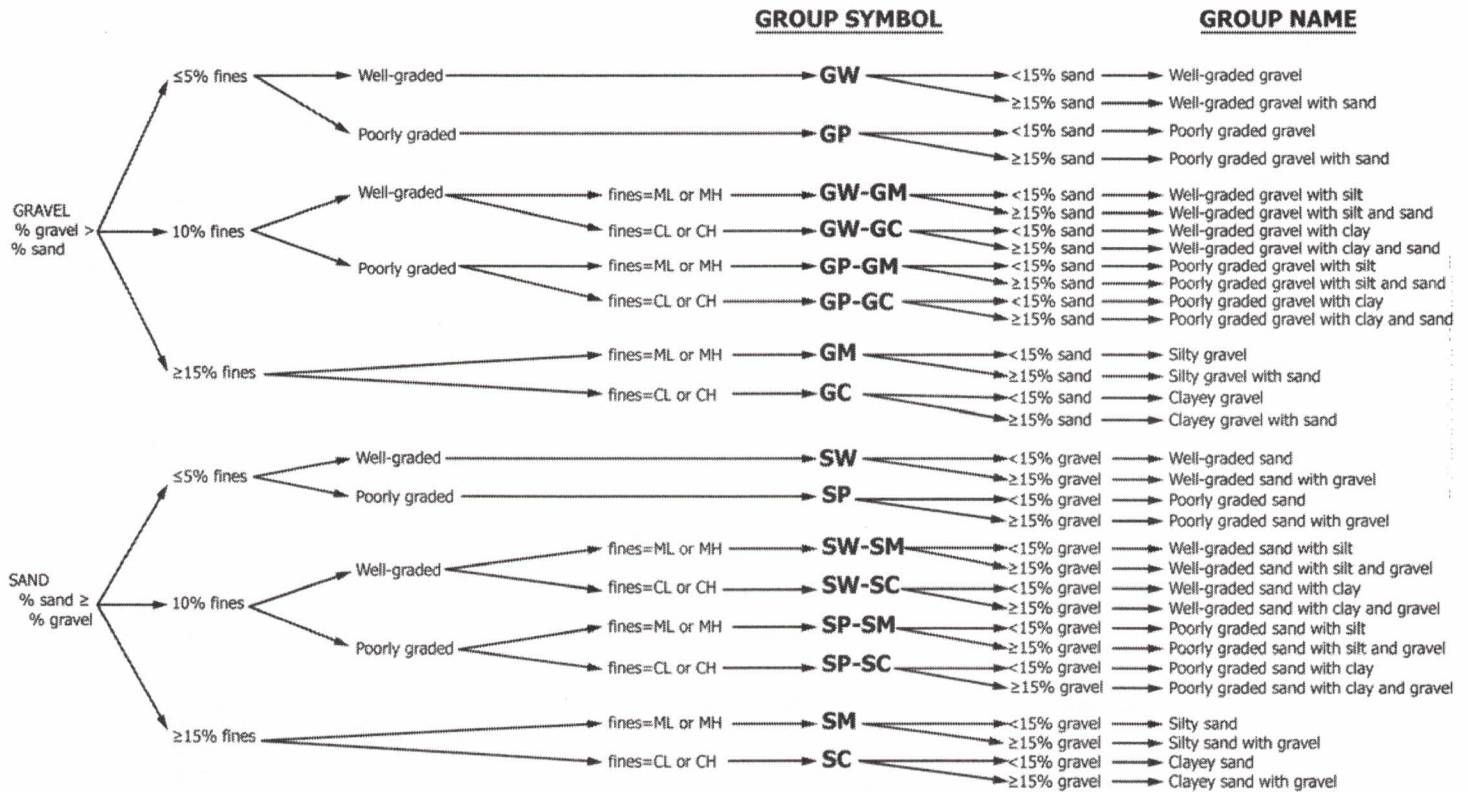 GROUP SYMBOL GROUP NAME
≤5% fines Well-graded GW <15% sand Well-graded gravel
≥15% sand Well-graded gravel with sand
Poorly graded GP <15% sand Poorly graded gravel
≥15% sand Poorly graded gravel with sand
Well-graded fines=ML or MH GW-GM <15% sand Well-graded gravel with silt
≥15% sand Well-graded gravel with silt and sand
GRAVEL
% gravel >
% sand
10% fines
fines=CL or CH GW-GC <15% sand Well-graded gravel with clay
≥15% sand Well-graded gravel with clay and sand
Poorly graded fines=ML or MH GP-GM <15% sand Poorly graded gravel with silt
≥15% sand Poorly graded gravel with silt and sand
fines=CL or CH GP-GC <15% sand Poorly graded gravel with clay
≥15% sand Poorly graded gravel with clay and sand
≥15% fines fines=ML or MH GM <15% sand Silty gravel
≥15% sand Silty gravel with sand
fines=CL or CH GC <15% sand Clayey gravel
≥15% sand Clayey gravel with sand
≤5% fines Well-graded SW <15% gravel Well-graded sand
≥15% gravel Well-graded sand with gravel
Poorly graded SP <15% gravel Poorly graded sand
≥15% gravel Poorly graded sand with gravel
SAND
% sand ≥
% gravel
10% fines
Well-graded fines=ML or MH SW-SM <15% gravel Well-graded sand with silt
≥15% gravel Well-graded sand with silt and gravel
fines=CL or CH SW-SC <15% gravel Well-graded sand with clay
≥15% gravel Well-graded sand with clay and gravel
Poorly graded fines=ML or MH SP-SM <15% gravel Poorly graded sand with silt
≥15% gravel Poorly graded sand with silt and gravel
fines=CL or CH SP-SC <15% gravel Poorly graded sand with clay
≥15% gravel Poorly graded sand with clay and gravel
≥15% fines fines=ML or MH SM <15% gravel Silty sand
≥15% gravel Silty sand with gravel
fines=CL or CH SC <15% gravel Clayey sand
≥15% gravel Clayey sand with gravel